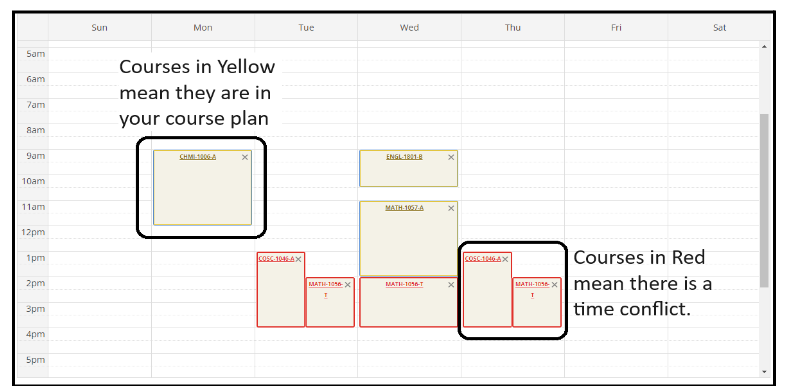 Sun Mon Tue Wed Thu Fri Sat
5am
6am
Courses in Yellow
mean they are in
your course plan
7am
8am
9am CHMI-1006-A × ENGL-1801-B ×
10am
11am MATH-1057-A ×
12pm
1pm COSC-1046-A× COSC-1046-A×
Courses in Red
mean there is a
time conflict.
2pm MATH-1056-× MATH-1056-T × MATH-1056-×
T T
3pm
4pm
5pm